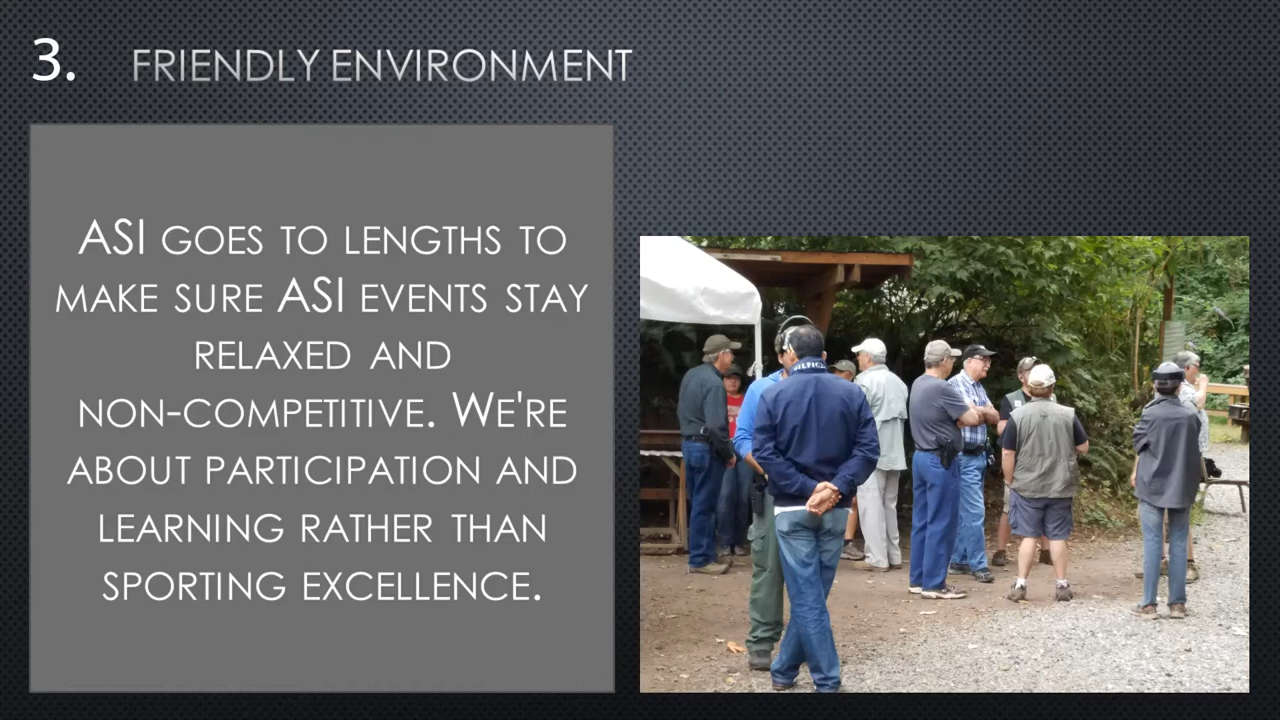 3. FRIENDLY ENVIRONMENT
ASI GOES TO LENGTHS TO
MAKE SURE ASI EVENTS STAY
RELAXED AND
NON-COMPETITIVE. WE'RE
ABOUT PARTICIPATION AND
LEARNING RATHER THAN
SPORTING EXCELLENCE.